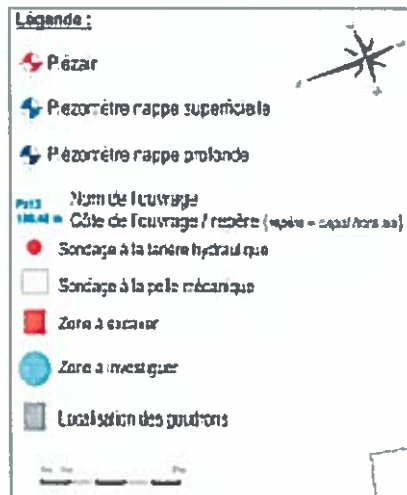 Légende :
Piézair
Piézomètre nappe superficielle
Piézomètre nappe profonde
Nom de l'ouvrage
Côte de l'ouvrage / repère
Sondage à la tarière hydraulique
Sondage à la pelle mécanique
Zone à excaver
Zone à investiguer
Localisation des goudrons